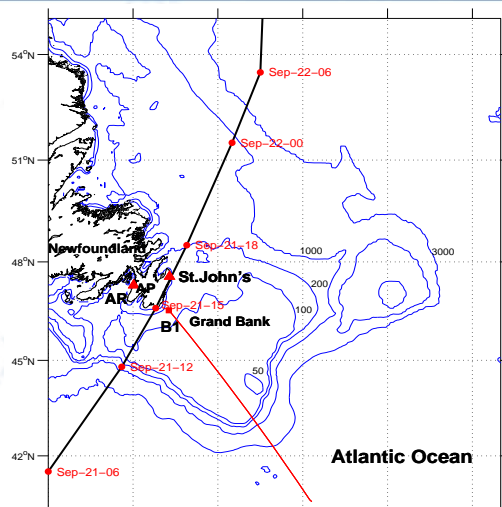 54°N
Sep−22−06
Sep−22−00
51°N
Newfoundland
Sep−21−18
1000
3000
48°N
St.John's
AR
AP
200
Sep−21−15
100
B1
Grand Bank
45°N
Sep−21−12
50
42°N
Atlantic Ocean
Sep−21−06